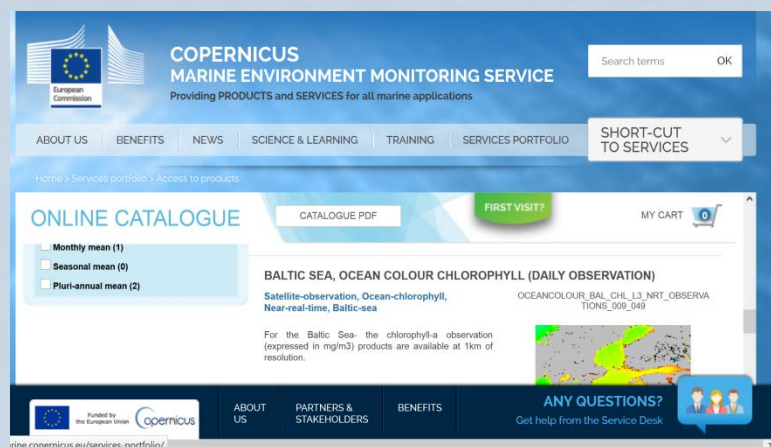 COPERNICUS
MARINE ENVIRONMENT MONITORING SERVICE
Providing PRODUCTS and SERVICES for all marine applications
European
Commission
Search terms OK
ABOUT US BENEFITS NEWS SCIENCE & LEARNING TRAINING SERVICES PORTFOLIO
SHORT-CUT
TO SERVICES
Home > Services portfolio > Access to products
ONLINE CATALOGUE
CATALOGUE PDF
FIRST VISIT?
MY CART 0
Monthly mean (1)
Seasonal mean (0)
Pluri-annual mean (2)
BALTIC SEA, OCEAN COLOUR CHLOROPHYLL (DAILY OBSERVATION)
Satellite-observation, Ocean-chlorophyll,
Near-real-time, Baltic-sea
OCEANCOLOUR_BAL_CHL_L3_NRT_OBSERVA
TIONS_009_049
For the Baltic Sea- the chlorophyll-a observation
(expressed in mg/m3) products are available at 1km of
resolution.
Funded by
the European Union
opernicus
ABOUT
US
PARTNERS &
STAKEHOLDERS
BENEFITS
ANY QUESTIONS?
Get help from the Service Desk
rine.copernicus.eu/services-portfolio/